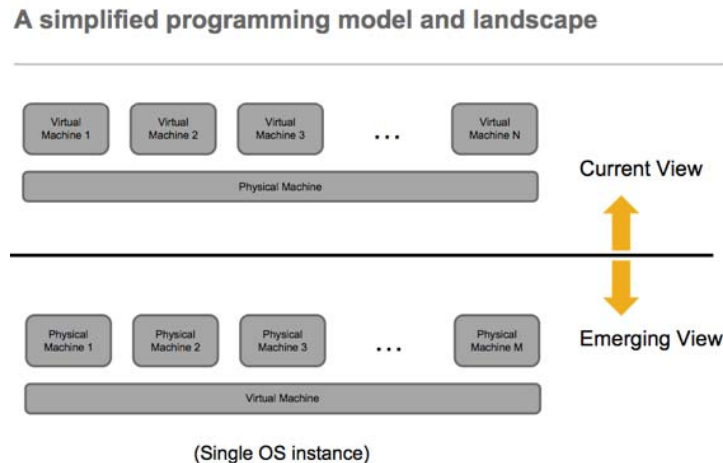 A simplified programming model and landscape
Virtual
Machine 1
Virtual
Machine 2
Virtual
Machine 3
...
Virtual
Machine N
Physical Machine
Current View
Physical
Machine 1
Physical
Machine 2
Physical
Machine 3
...
Physical
Machine M
Emerging View
Virtual Machine
(Single OS instance)